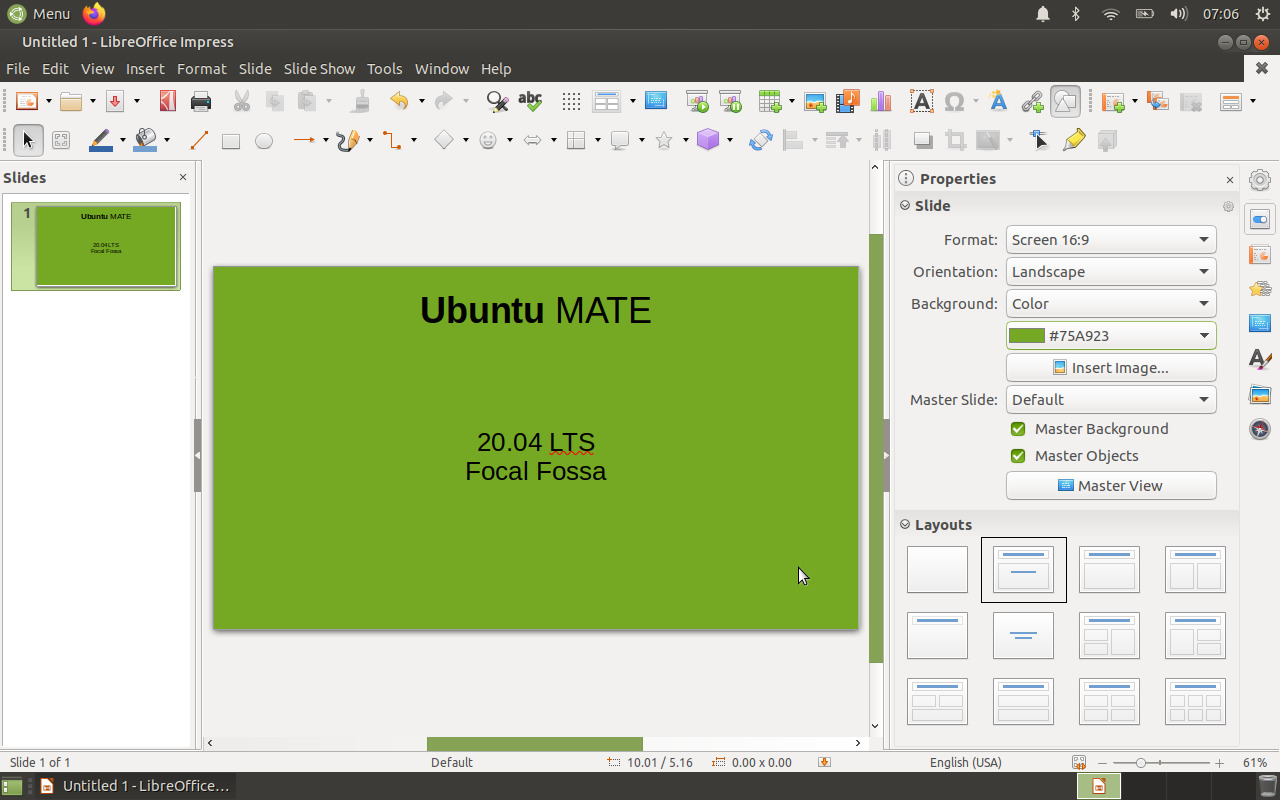 Menu
07:06
Untitled 1 - LibreOffice Impress
File Edit View Insert Format Slide Slide Show Tools Window Help
Slides
1
Ubuntu MATE
20.04 LTS
Focal Fossa
Ubuntu MATE
20.04 LTS
Focal Fossa
Properties
Slide
Format: Screen 16:9
Orientation: Landscape
Background: Color
#75A923
Insert Image...
Master Slide: Default
Master Background
Master Objects
Master View
Layouts
Slide 1 of 1 Default 10.01 / 5.16 0.00 x 0.00 English (USA) 61%
Untitled 1 - LibreOffice...